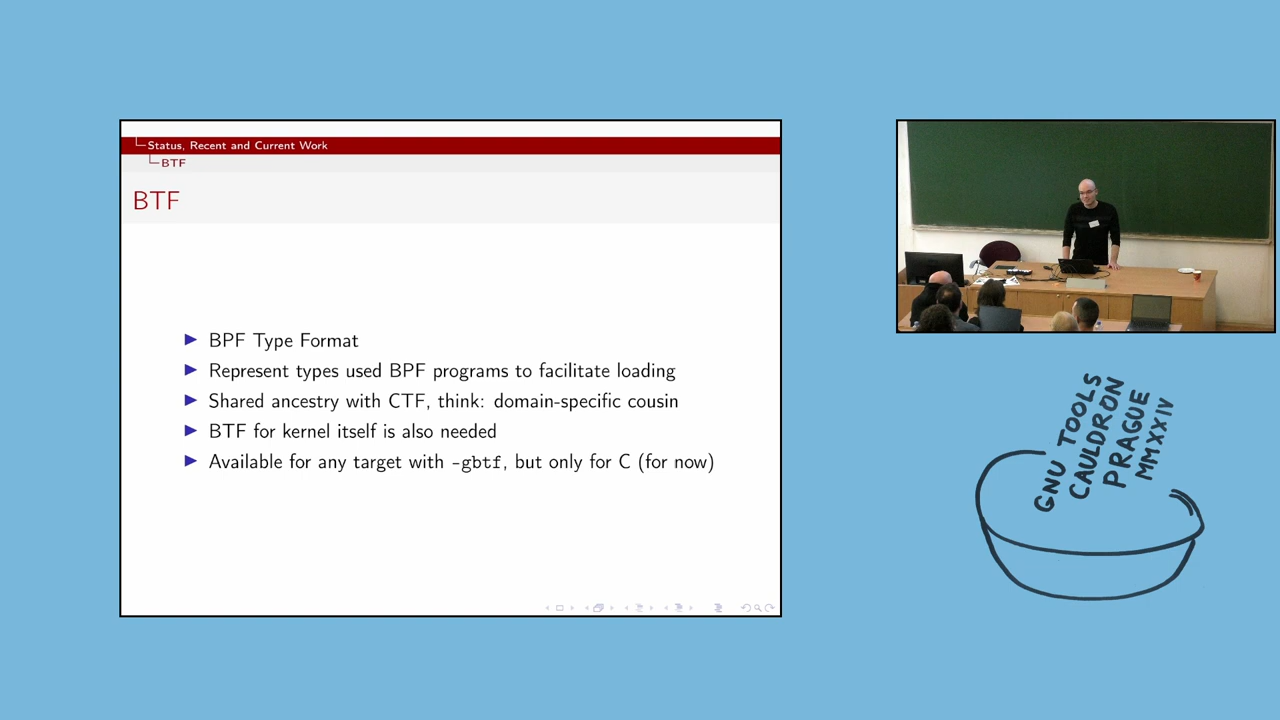 Status, Recent and Current Work
BTF
BTF
BPF Type Format
Represent types used BPF programs to facilitate loading
Shared ancestry with CTF, think: domain-specific cousin
BTF for kernel itself is also needed
Available for any target with -gbtf, but only for C (for now)
GNU TOOLS
CAULDRON
PRAGUE
MMXXIV